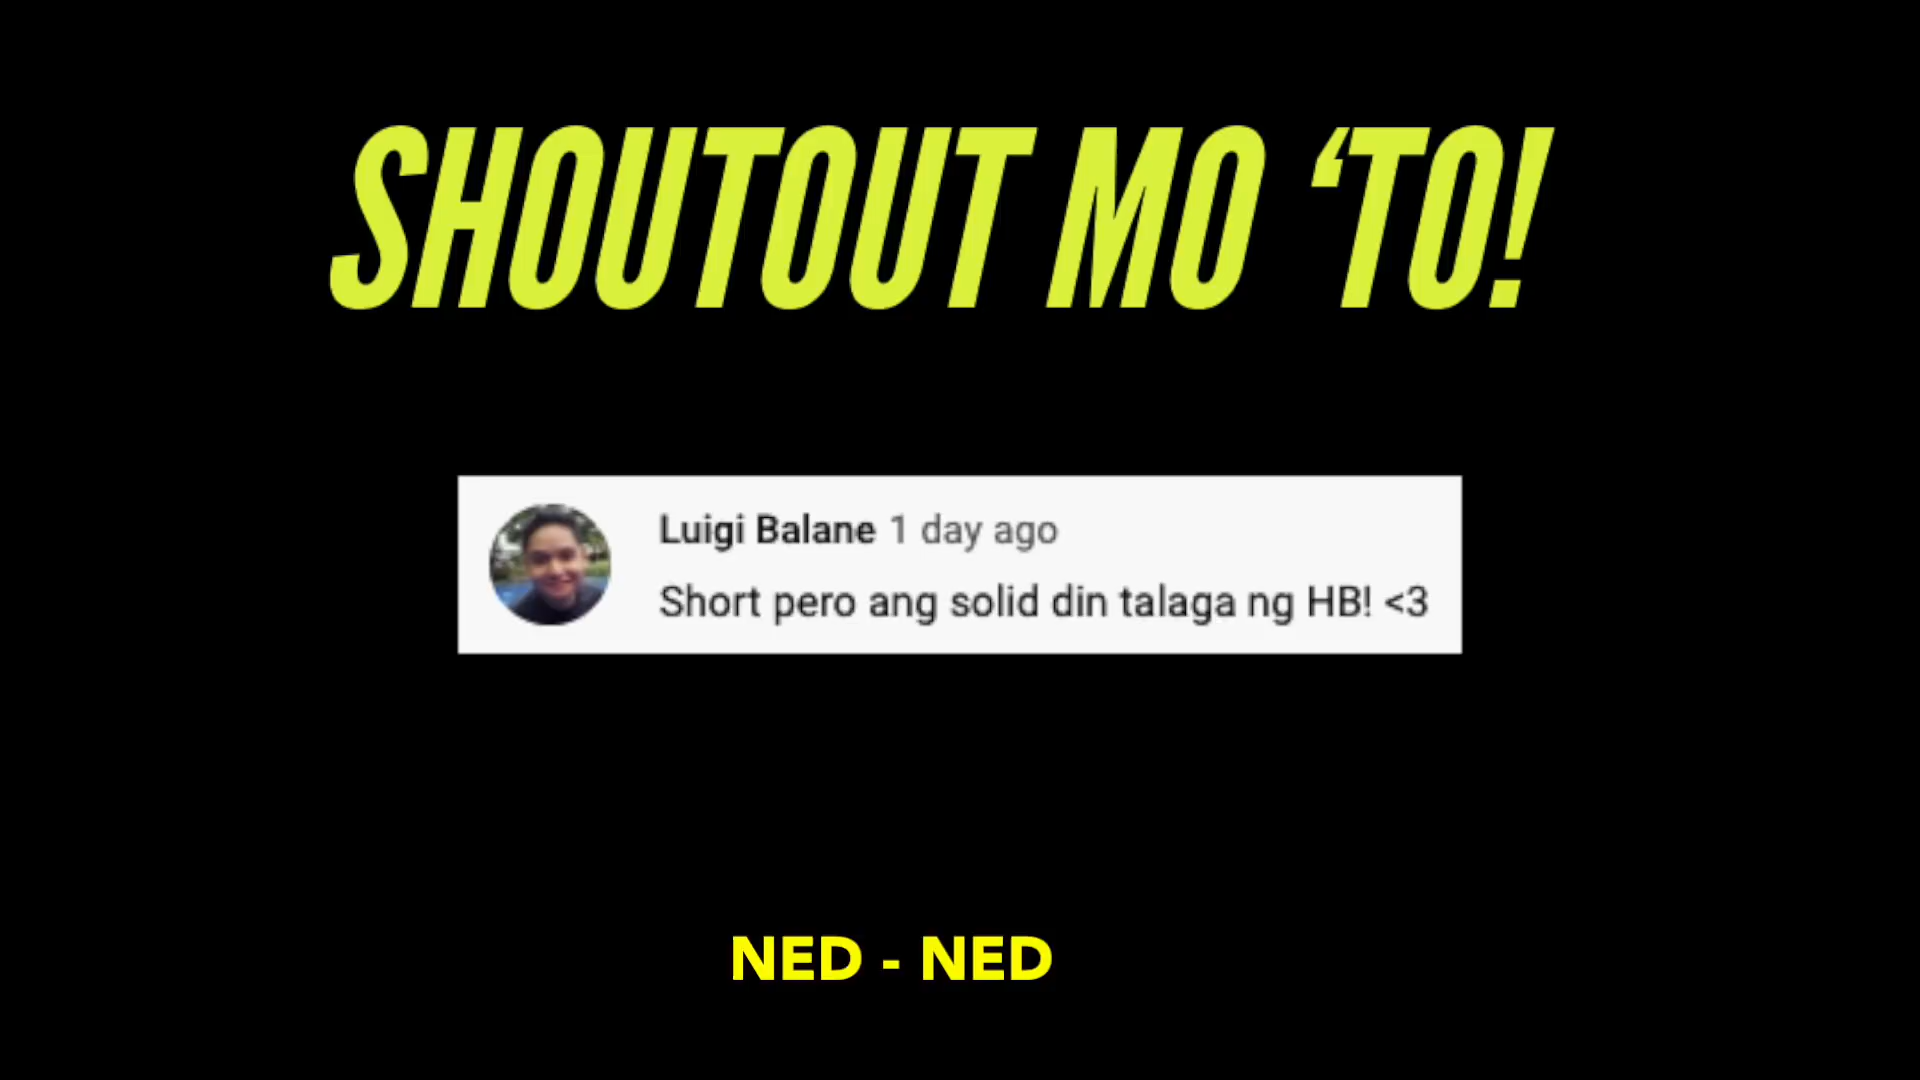 SHOUTOUT MO ‘TO!
Luigi Balane 1 day ago
Short pero ang solid din talaga ng HB! <3
NED - NED